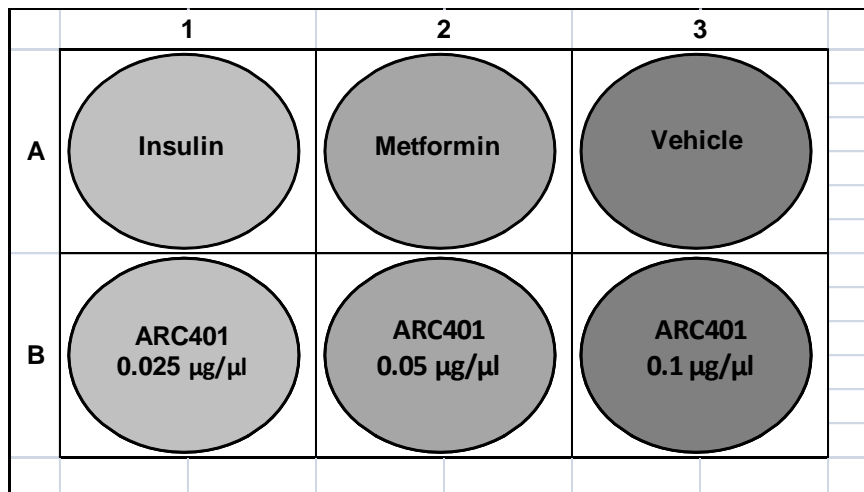 1 2 3
A Insulin Metformin Vehicle
B ARC401 ARC401 ARC401
0.025 µg/µl 0.05 µg/µl 0.1 µg/µl